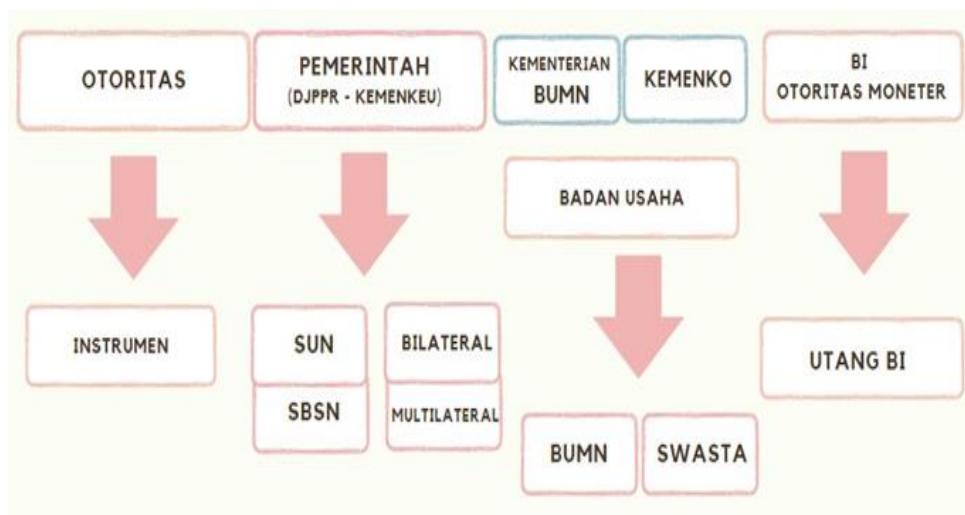 OTORITAS
PEMERINTAH
(DJPPR - KEMENKEU)
KEMENTERIAN
BUMN
KEMENKO
BI
OTORITAS MONETER
BADAN USAHA
INSTRUMEN
SUN
BILATERAL
SBSN
MULTILATERAL
UTANG BI
BUMN
SWASTA